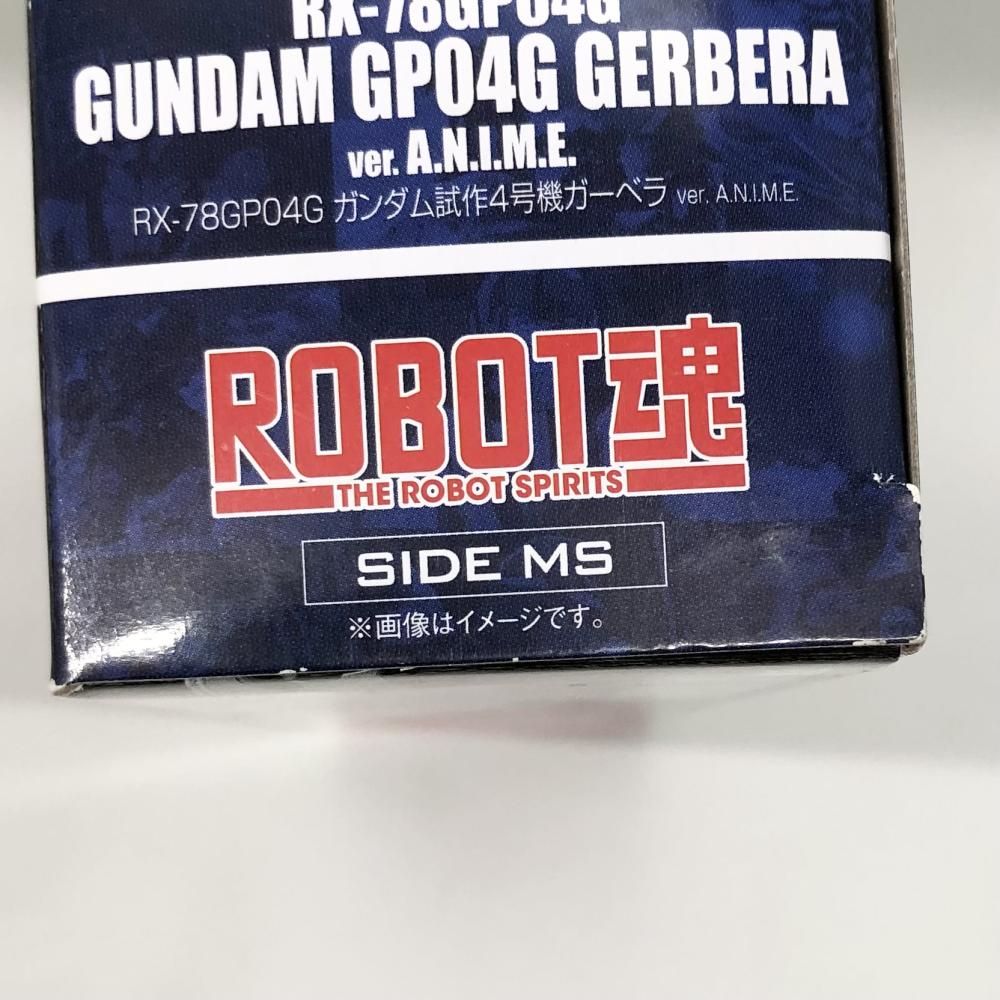 RX-78GP04G
GUNDAM GP04G GERBERA
ver. A.N.I.M.E.
RX-78GP04G ガンダム試作4号機ガーベラ ver. A.N.I.M.E.
ROBOT魂
THE ROBOT SPIRITS
SIDE MS
※画像はイメージです。